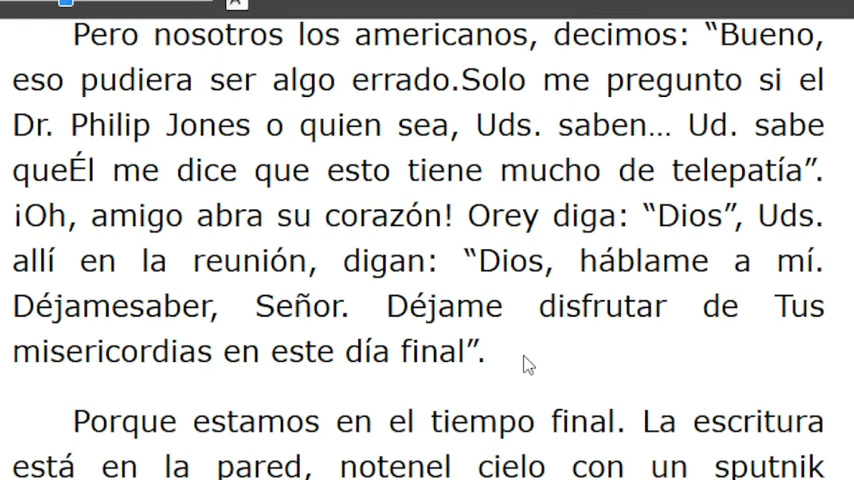 Pero nosotros los americanos, decimos: “Bueno,
eso pudiera ser algo errado.Solo me pregunto si el
Dr. Philip Jones o quien sea, Uds. saben... Ud. sabe
queÉl me dice que esto tiene mucho de telepatía”.
¡Oh, amigo abra su corazón! Orey diga: “Dios”, Uds.
allí en la reunión, digan: “Dios, háblame a mí.
Déjamesaber, Señor. Déjame disfrutar de Tus
misericordias en este día final”.
Porque estamos en el tiempo final. La escritura
está en la pared, notenel cielo con un sputnik